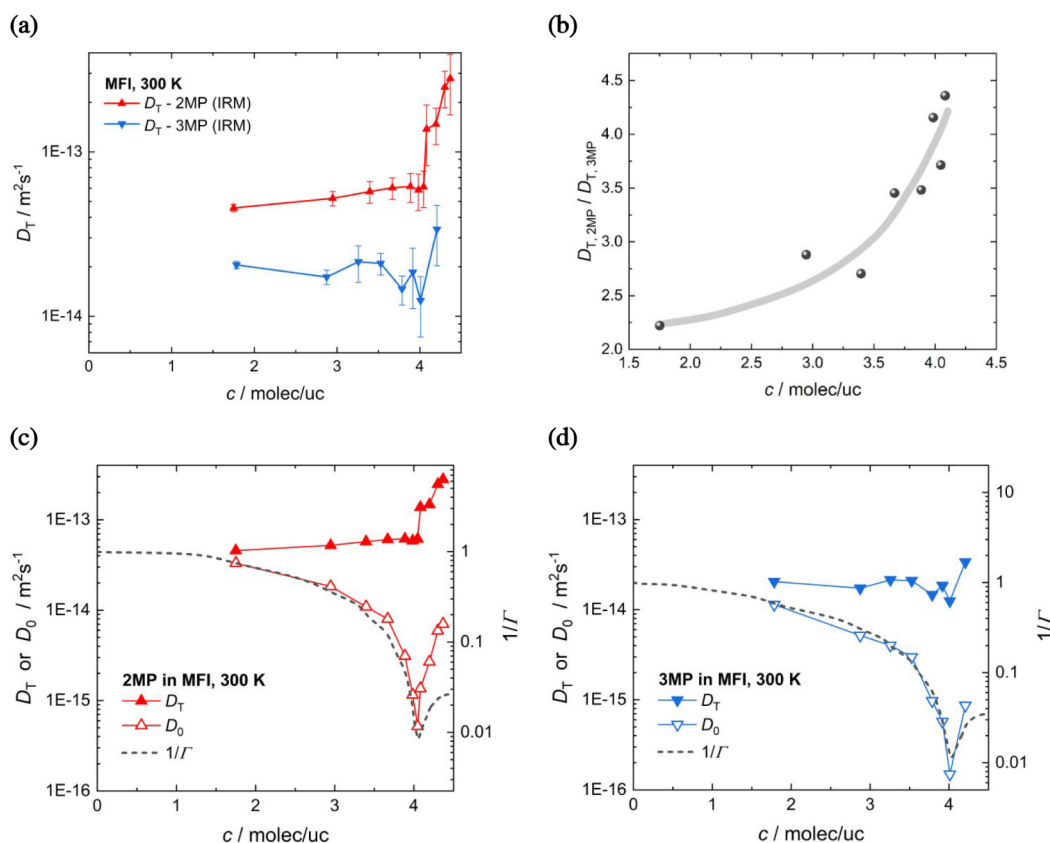 (a)
MFI, 300 K
D_T - 2MP (IRM)
D_T - 3MP (IRM)
1E-13
1E-14
D_T / m²s⁻¹
0 1 2 3 4
c / molec/uc
(b)
4.5
4.0
3.5
3.0
2.5
2.0
D_T, 2MP / D_T, 3MP
1.5 2.0 2.5 3.0 3.5 4.0 4.5
c / molec/uc
(c)
1E-13
1E-14
1E-15
1E-16
D_T or D_0 / m²s⁻¹
2MP in MFI, 300 K
D_T
D_0
1/Γ
1
0.1
0.01
1/Γ
0 1 2 3 4
c / molec/uc
(d)
1E-13
1E-14
1E-15
1E-16
D_T or D_0 / m²s⁻¹
3MP in MFI, 300 K
D_T
D_0
1/Γ
10
1
0.1
0.01
1/Γ
0 1 2 3 4
c / molec/uc